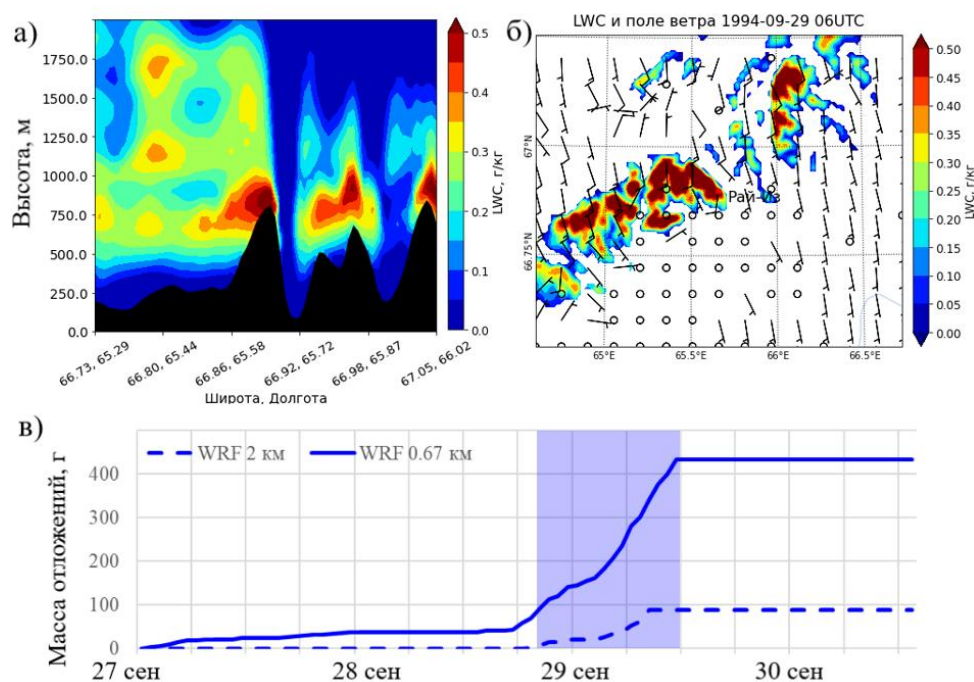 а)
Высота, м
1750.0
1500.0
1250.0
1000.0
750.0
500.0
250.0
0.0
66.73, 65.29
66.80, 65.44
66.86, 65.58
66.92, 65.72
66.98, 65.87
67.05, 66.02
Широта, Долгота
0.5
0.4
0.3
0.2
0.1
0.0
LWC, г/кг
б)
LWC и поле ветра 1994-09-29 06UTC
67°N
66.75°N
Рай-Из
65°E
65.5°E
66°E
66.5°E
0.50
0.45
0.40
0.35
0.30
0.25
0.20
0.15
0.10
0.05
0.00
LWC, г/кг
в)
Масса отложений, г
WRF 2 км
WRF 0.67 км
400
300
200
100
0
27 сен
28 сен
29 сен
30 сен